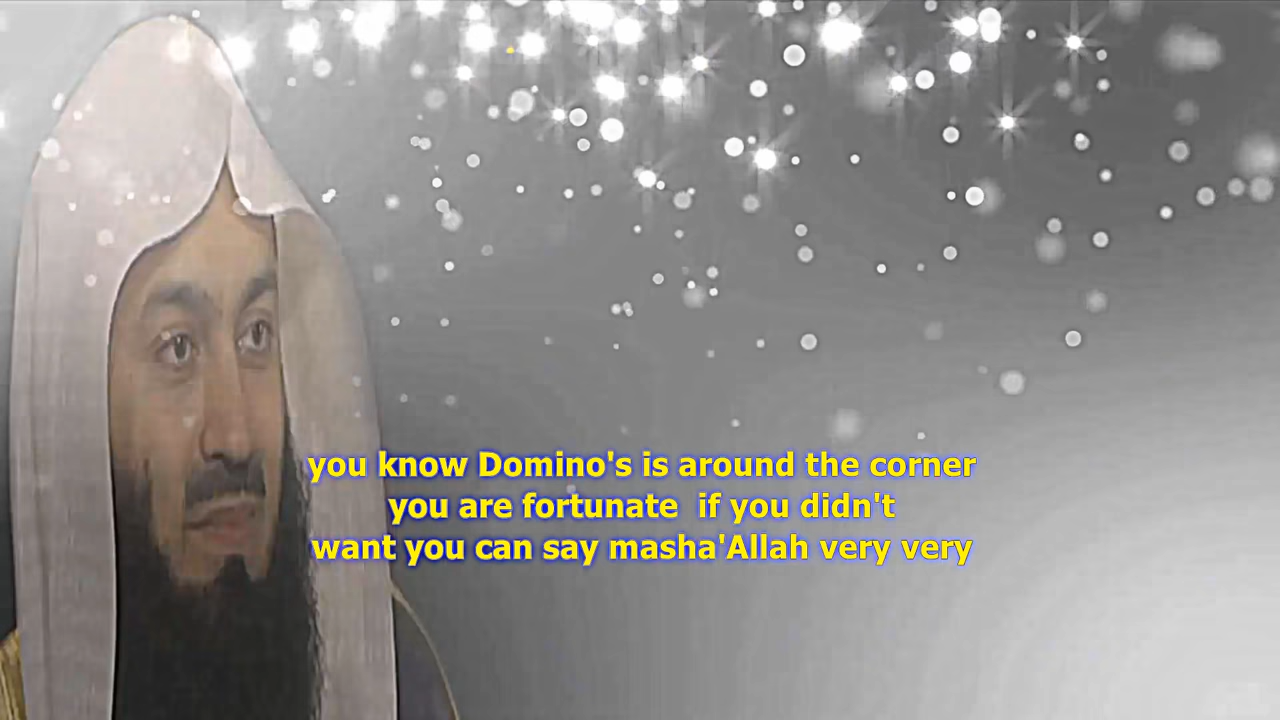 you know Domino's is around the corner
you are fortunate  if you didn't
want you can say masha'Allah very very